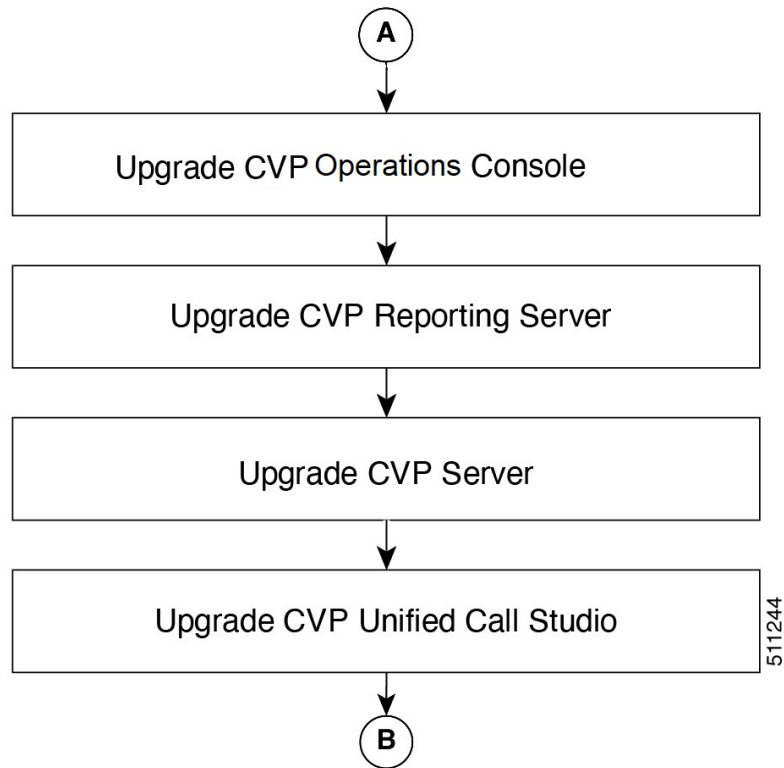 A
Upgrade CVP Operations Console
Upgrade CVP Reporting Server
Upgrade CVP Server
Upgrade CVP Unified Call Studio
511244
B